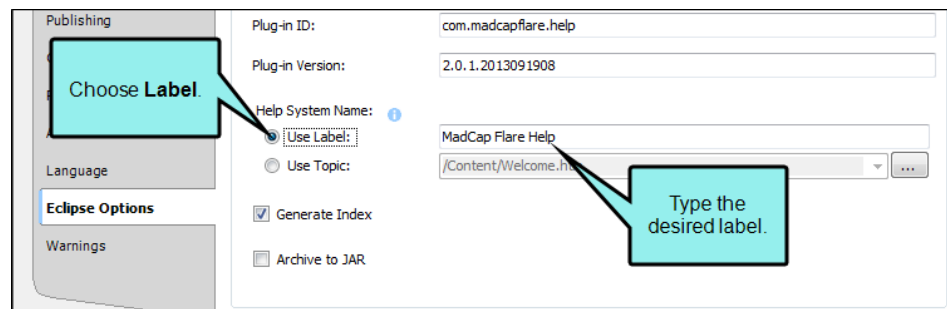 Publishing
Plug-in ID:
com.madcapflare.help
Plug-in Version:
2.0.1.2013091908
Choose Label.
Help System Name:
Use Label:
MadCap Flare Help
Use Topic:
/Content/Welcome.h
...
Language
Eclipse Options
Warnings
Generate Index
Archive to JAR
Type the
desired label.